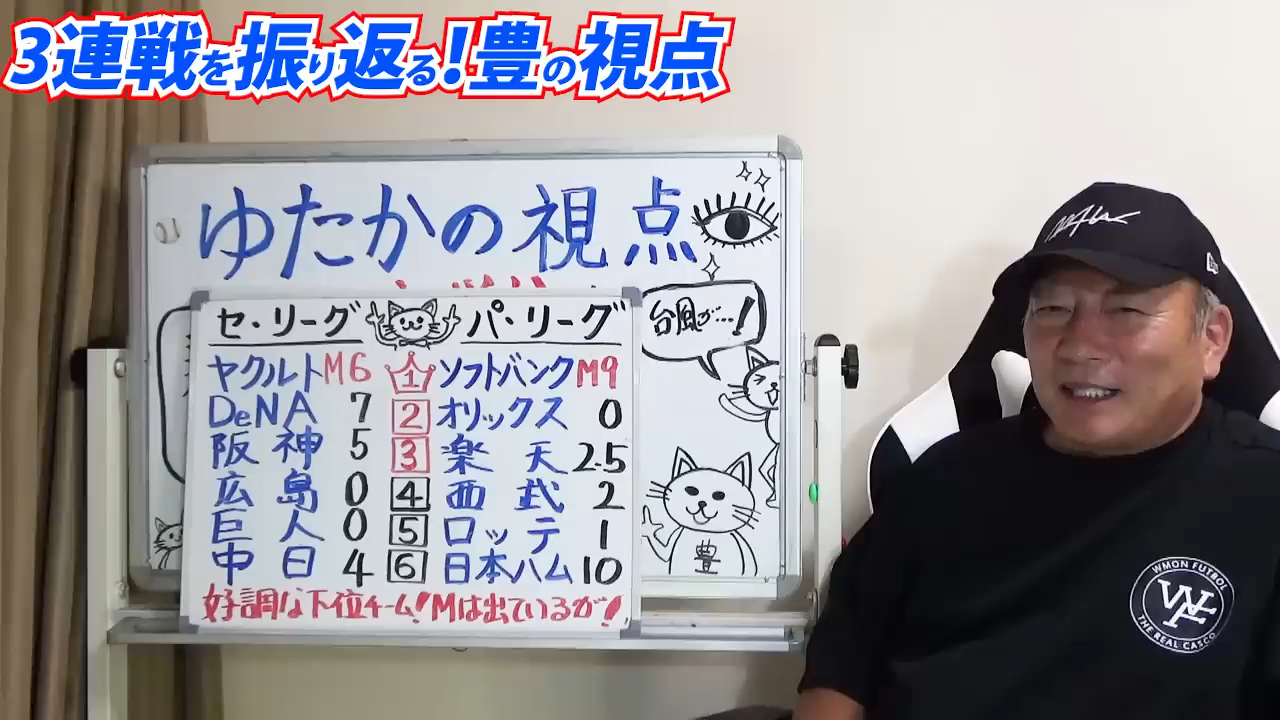 3連戦を振り返る!豊の視点
ゆたかの視点
台風が…!
セ・リーグ パ・リーグ
ヤクルト M6 1 ソフトバンク M9
DeNA 7 2 オリックス 0
阪神 5 3 楽天 2.5
広島 0 4 西武 2
巨人 0 5 ロッテ 1
中日 4 6 日本ハム 10
好調な下位チーム!Mは出ているが!
豊
WMON FUTBOL
THE REAL CASCO